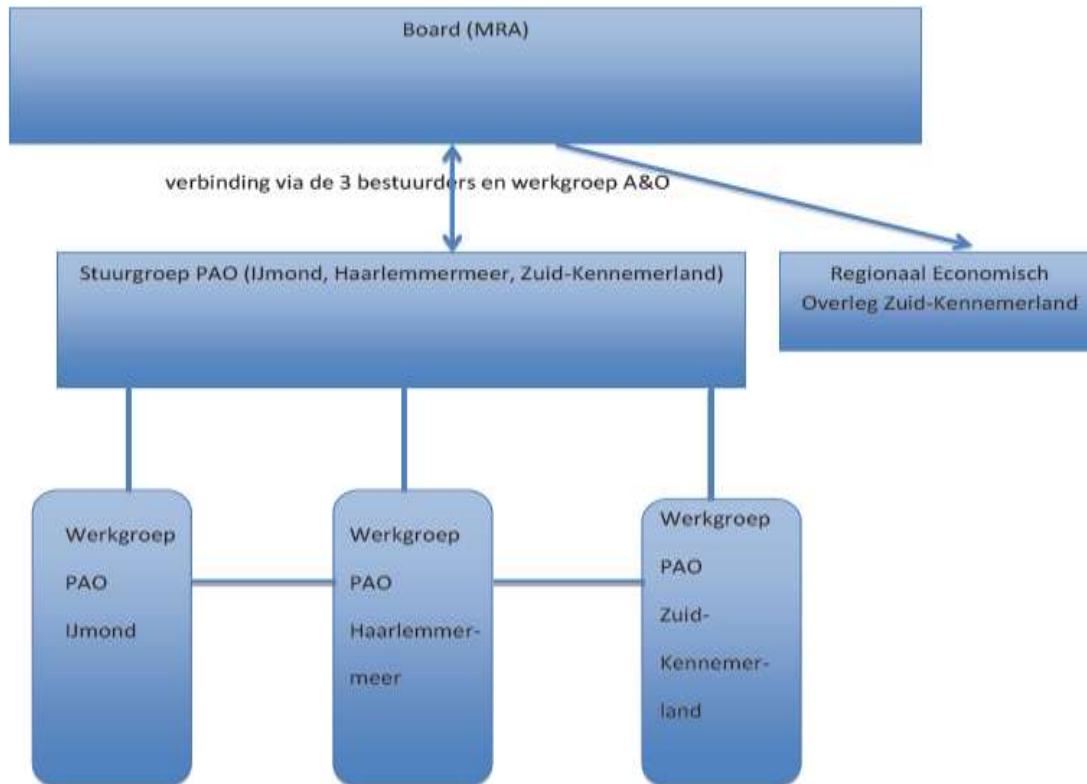 Board (MRA)
verbinding via de 3 bestuurders en werkgroep A&O
Stuurgroep PAO (IJmond, Haarlemmermeer, Zuid-Kennemerland)
Regionaal Economisch
Overleg Zuid-Kennemerland
Werkgroep
PAO
IJmond
Werkgroep
PAO
Haarlemmer-
meer
Werkgroep
PAO
Zuid-
Kennemer-
land